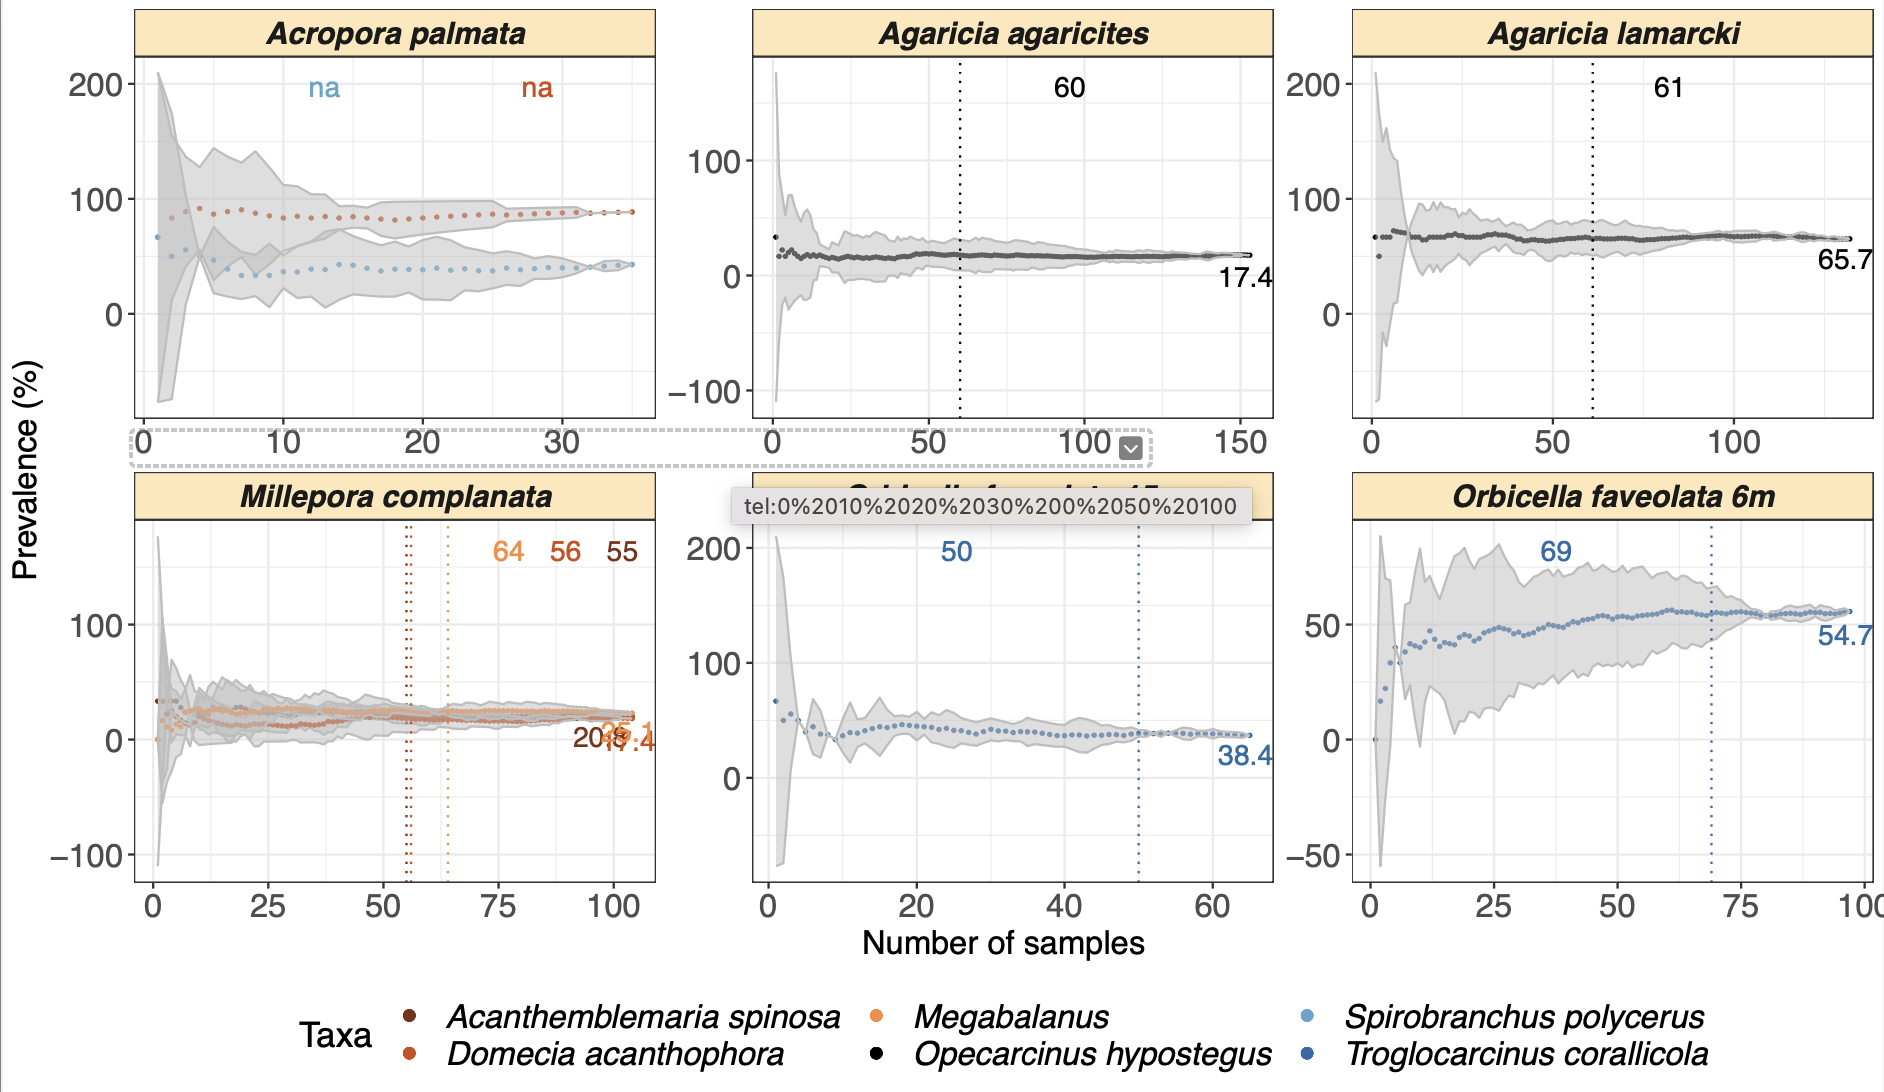 Acropora palmata
Agaricia agaricites
Agaricia lamarcki
200
100
0
na
na
0 10 20 30
100
0
−100
60
17.4
0 50 100 150
200
100
0
61
65.7
0 50 100
Prevalence (%)
Millepora complanata
Orbicella faveolata 6m
tel:0%2010%2020%2030%200%2050%20100
100
0
−100
64 56 55
17.4
0 25 50 75 100
200
100
0
50
38.4
0 20 40 60
50
0
−50
69
54.7
0 25 50 75 100
Number of samples
Taxa
Acanthemblemaria spinosa
Megabalanus
Spirobranchus polycerus
Domecia acanthophora
Opecarcinus hypostegus
Troglocarcinus corallicola